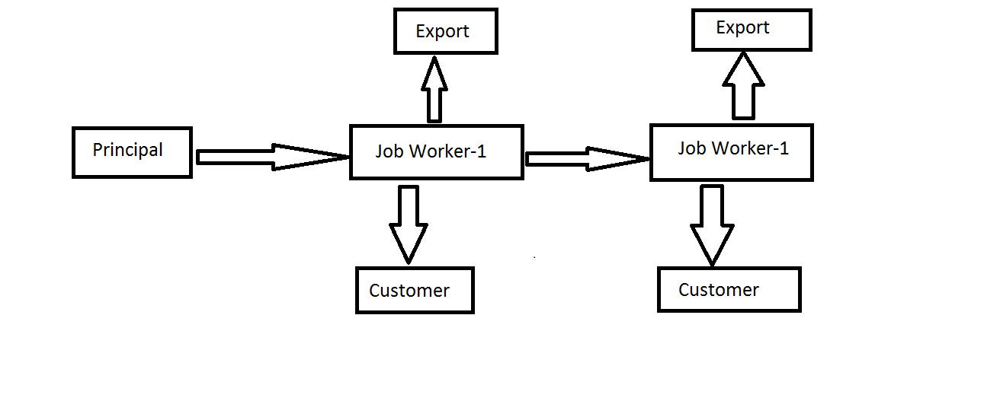 Export
Export
Principal
Job Worker-1
Job Worker-1
Customer
Customer